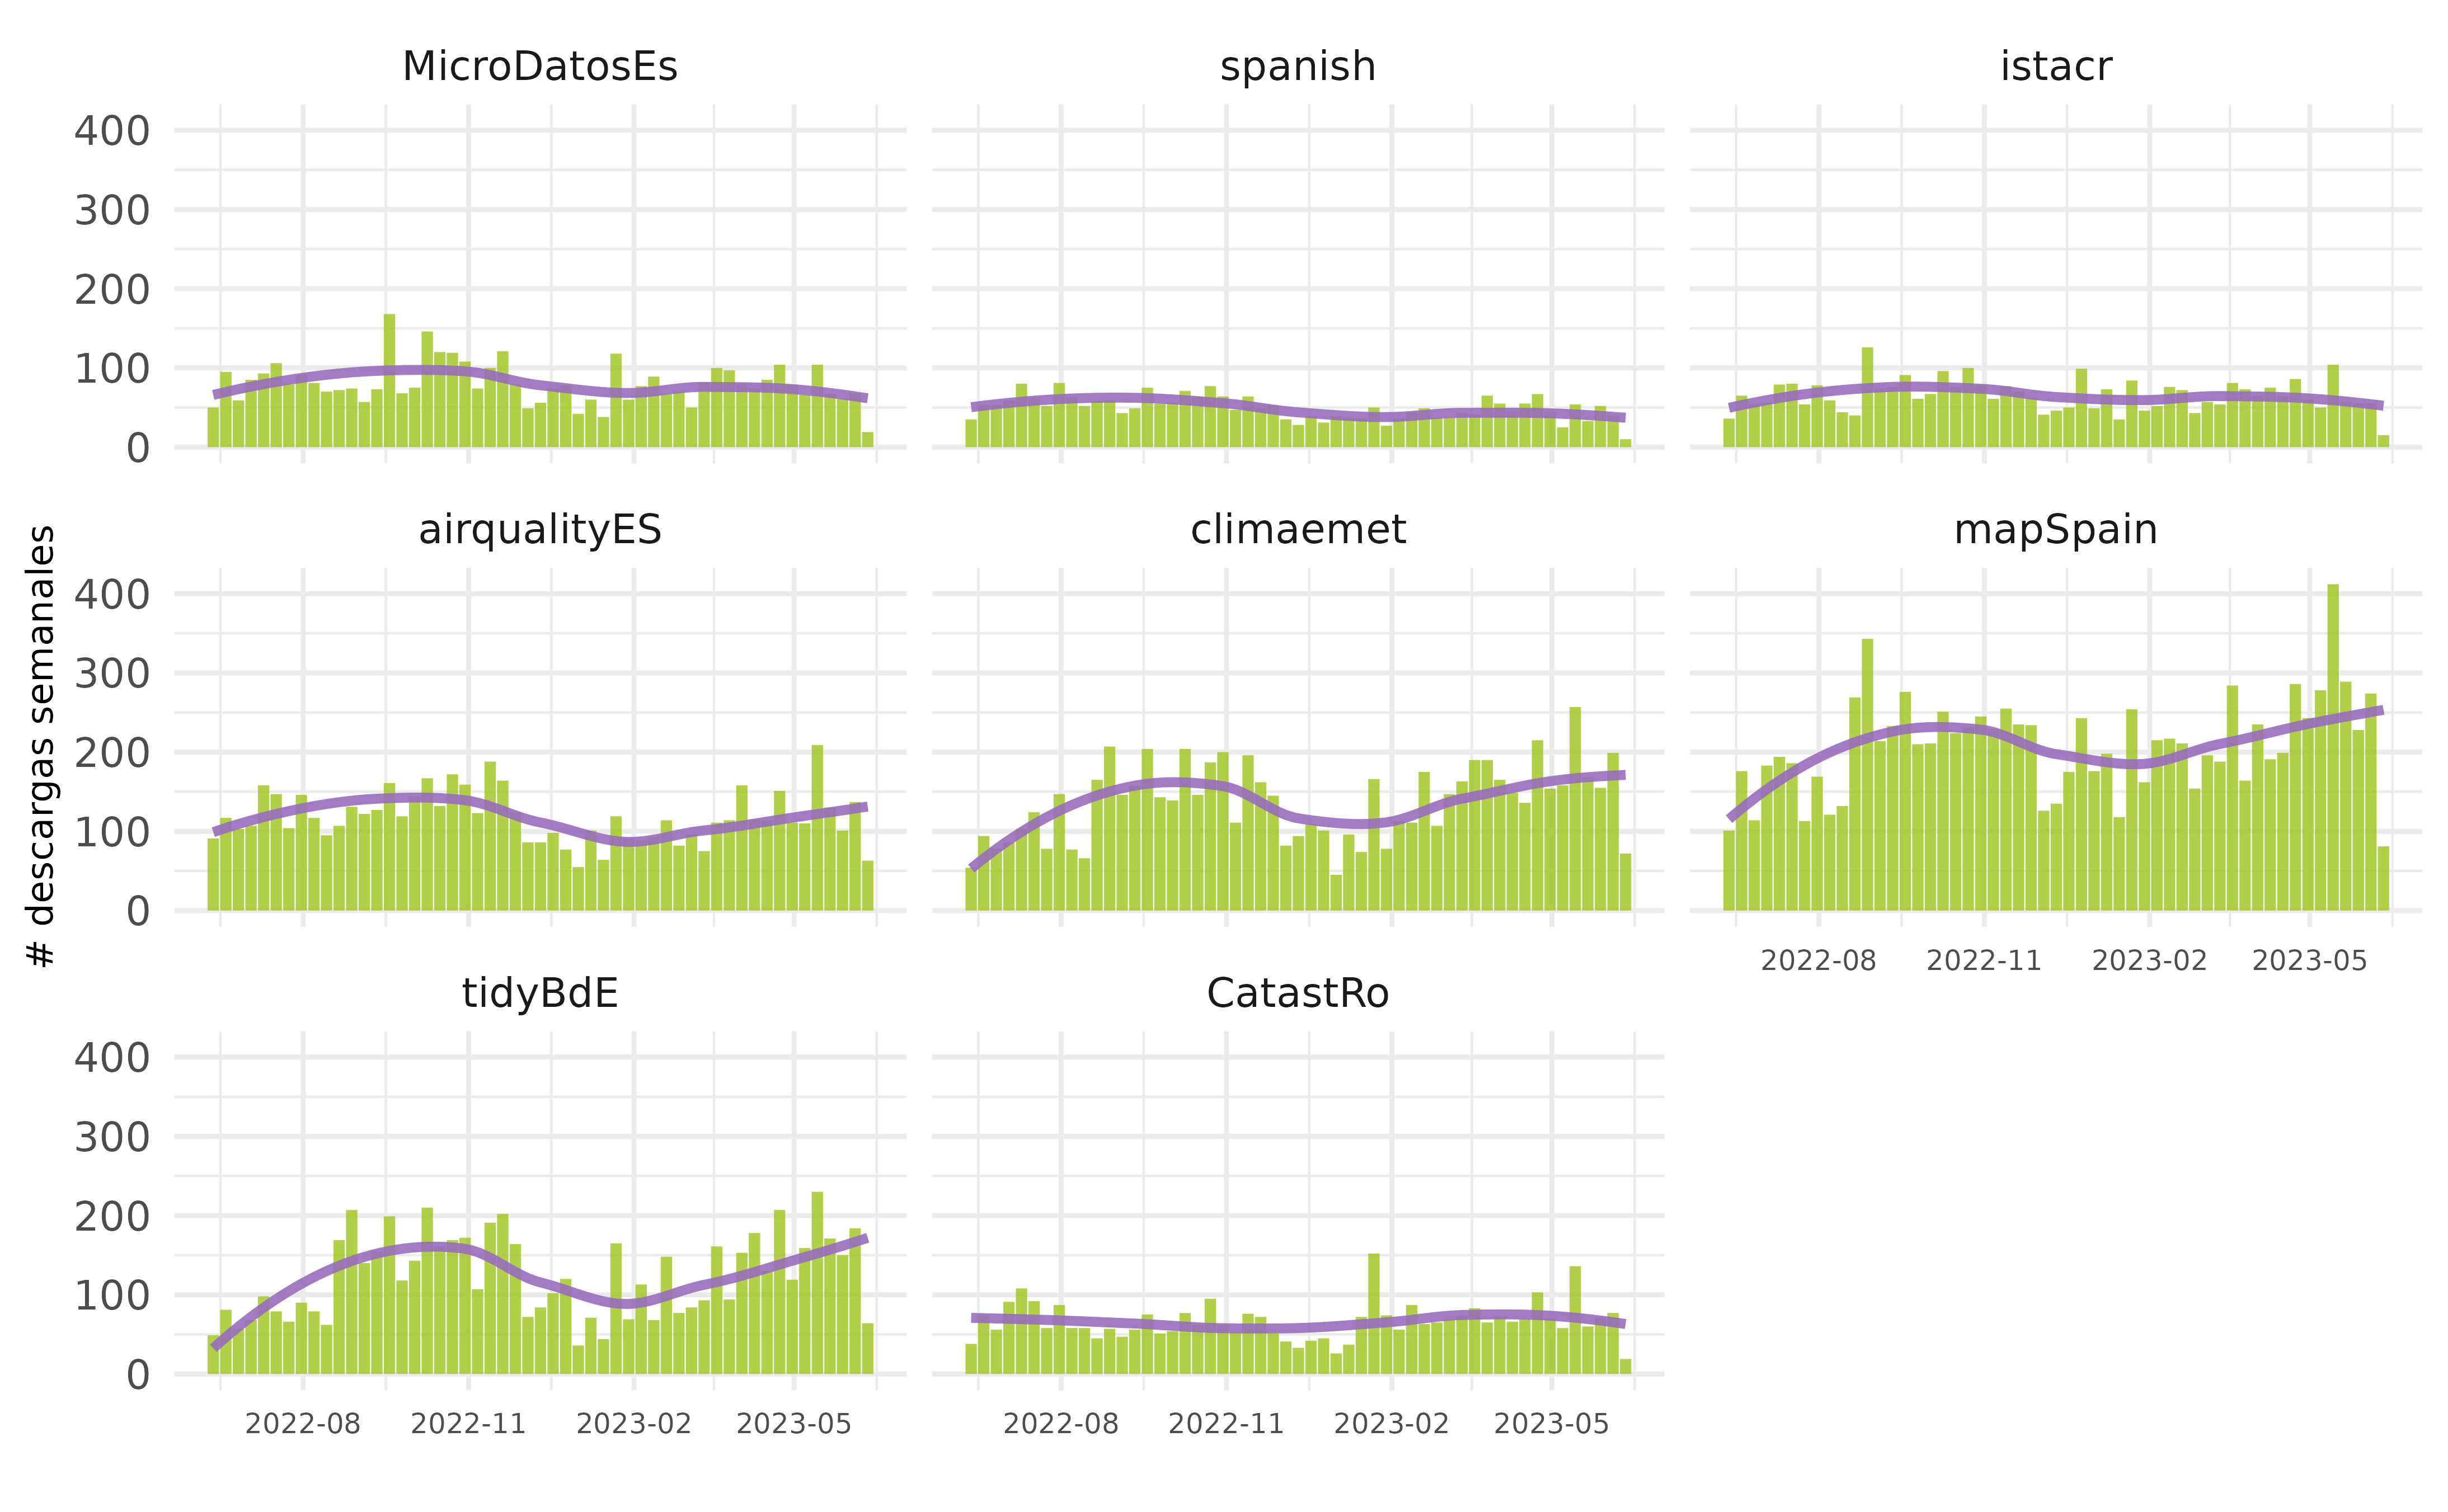 MicroDatosEs
spanish
istacr
400
300
200
100
0
airqualityES
climaemet
mapSpain
# descargas semanales
400
300
200
100
0
2022-08 2022-11 2023-02 2023-05
tidyBdE
CatastRo
400
300
200
100
0
2022-08 2022-11 2023-02 2023-05
2022-08 2022-11 2023-02 2023-05